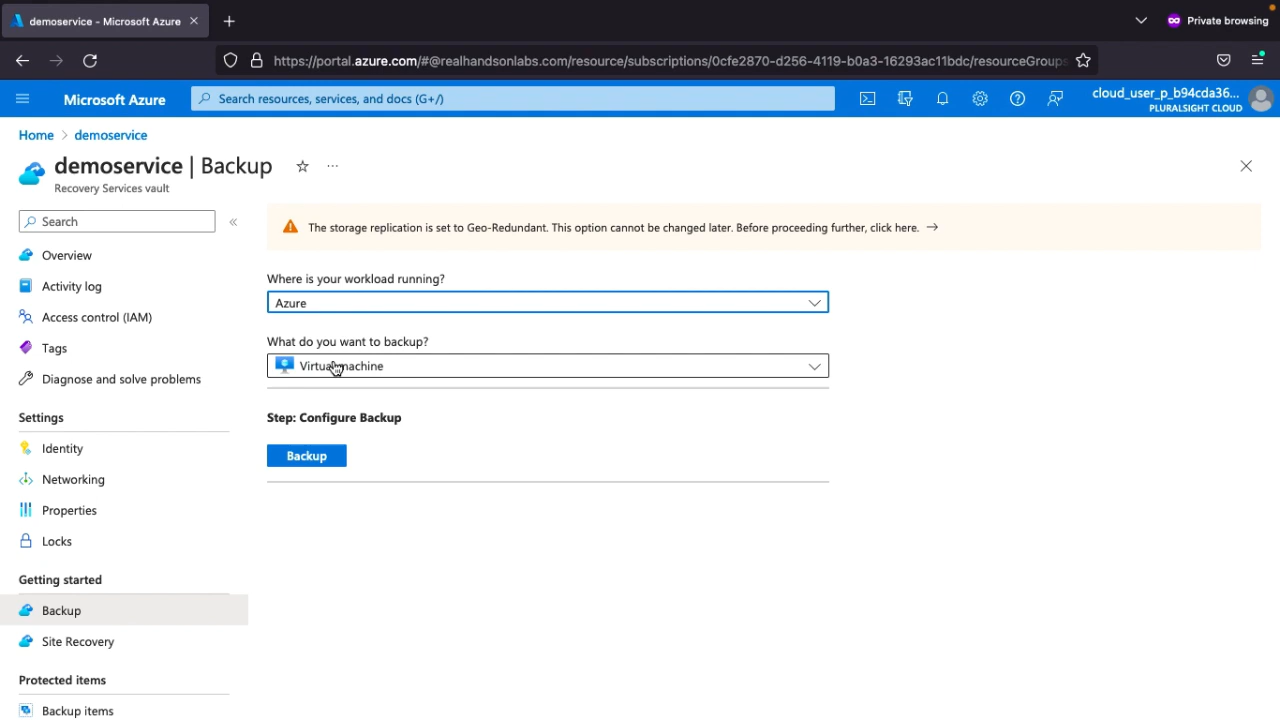 demoservice - Microsoft Azure
Private browsing
https://portal.azure.com/#@realhandsonlabs.com/resource/subscriptions/0cfe2870-d256-4119-b0a3-16293ac11bdc/resourceGroups
Microsoft Azure
Search resources, services, and docs (G+/)
cloud_user_p_b94cda36...
PLURALSIGHT CLOUD
Home > demoservice
demoservice | Backup
Recovery Services vault
Search
Overview
Activity log
Access control (IAM)
Tags
Diagnose and solve problems
Settings
Identity
Networking
Properties
Locks
Getting started
Backup
Site Recovery
Protected items
Backup items
The storage replication is set to Geo-Redundant. This option cannot be changed later. Before proceeding further, click here. →
Where is your workload running?
Azure
What do you want to backup?
Virtual machine
Step: Configure Backup
Backup